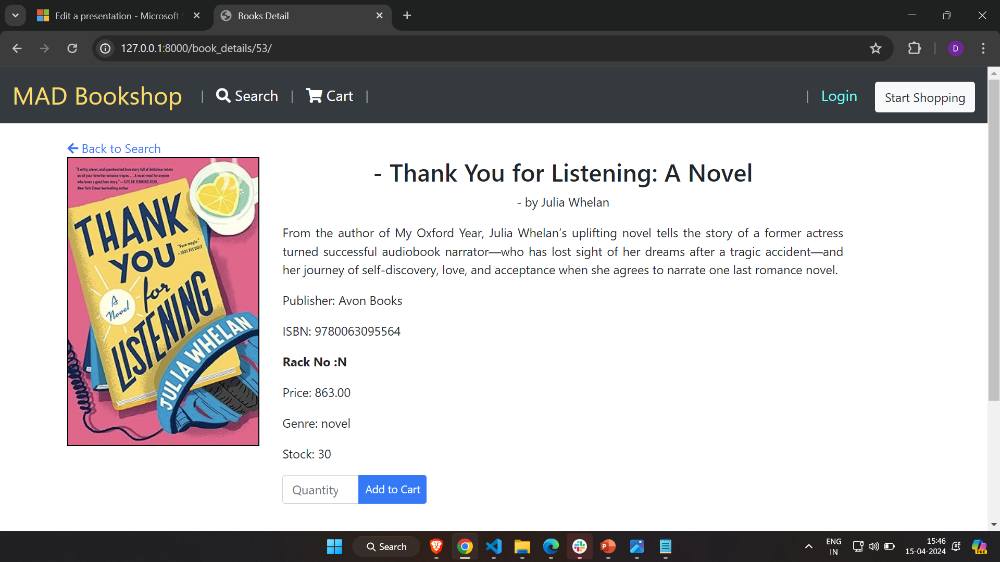 Edit a presentation - Microsoft S
Books Detail
127.0.0.1:8000/book_details/53/
D
MAD Bookshop | Search | Cart |
| Login Start Shopping
Back to Search
"A witty, clever, and openhearted love story full of delicious twists
on all your favorite romance tropes. . . . A must-read for anyone
who loves a good love story." —TAYLOR JENKINS REID,
New York Times bestselling author
THANK
YOU
for
LISTENING
"Pure magic."
—JODI PICOULT
A
Novel
JULIA WHELAN
- Thank You for Listening: A Novel
- by Julia Whelan
From the author of My Oxford Year, Julia Whelan’s uplifting novel tells the story of a former actress
turned successful audiobook narrator—who has lost sight of her dreams after a tragic accident—and
her journey of self-discovery, love, and acceptance when she agrees to narrate one last romance novel.
Publisher: Avon Books
ISBN: 9780063095564
Rack No :N
Price: 863.00
Genre: novel
Stock: 30
Quantity Add to Cart
Search
P
PRE
ENG
IN
15:46
15-04-2024